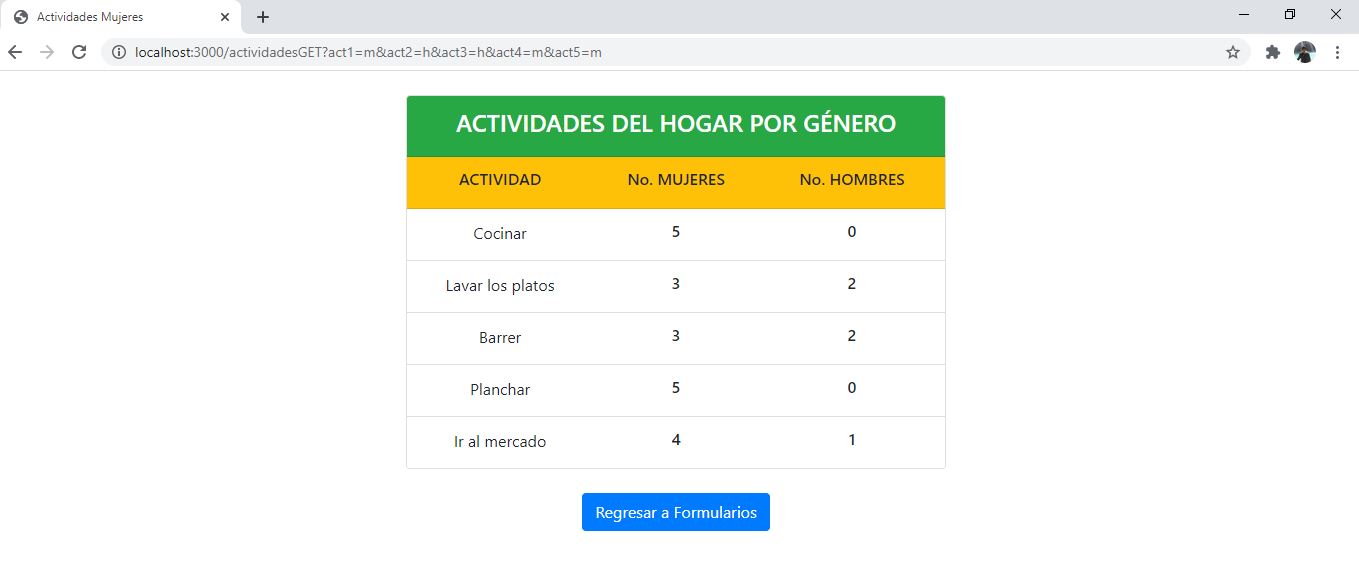 Actividades Mujeres
localhost:3000/actividadesGET?act1=m&act2=h&act3=h&act4=m&act5=m
ACTIVIDADES DEL HOGAR POR GÉNERO
ACTIVIDAD No. MUJERES No. HOMBRES
Cocinar 5 0
Lavar los platos 3 2
Barrer 3 2
Planchar 5 0
Ir al mercado 4 1
Regresar a Formularios